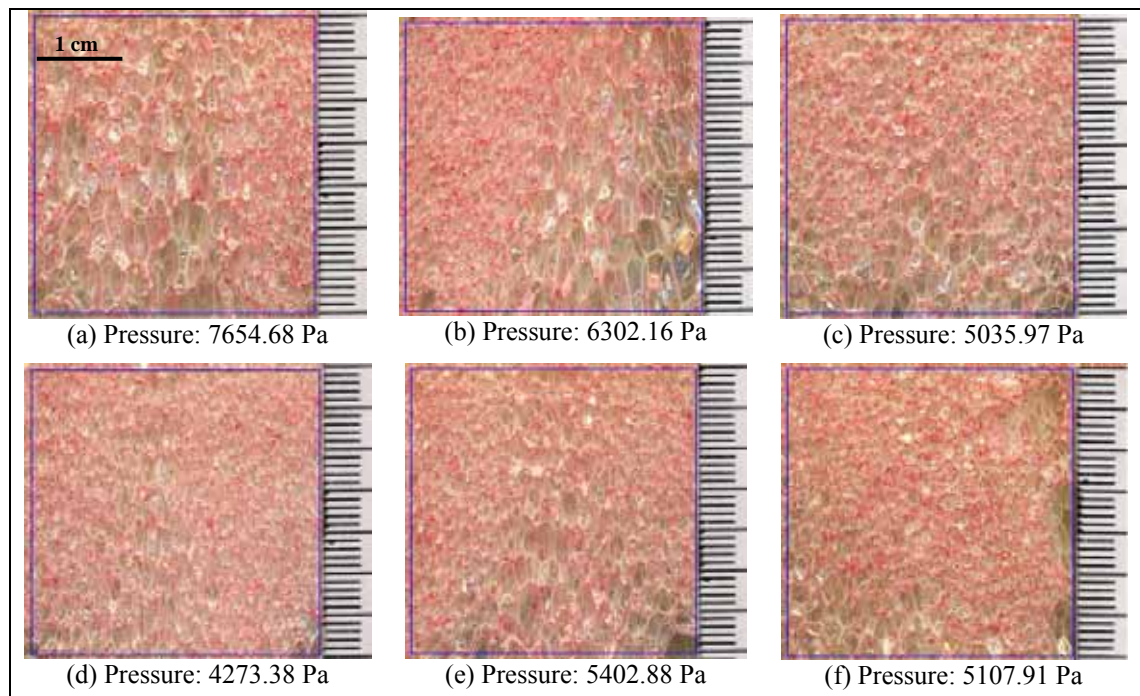 1 cm
(a) Pressure: 7654.68 Pa
(b) Pressure: 6302.16 Pa
(c) Pressure: 5035.97 Pa
(d) Pressure: 4273.38 Pa
(e) Pressure: 5402.88 Pa
(f) Pressure: 5107.91 Pa